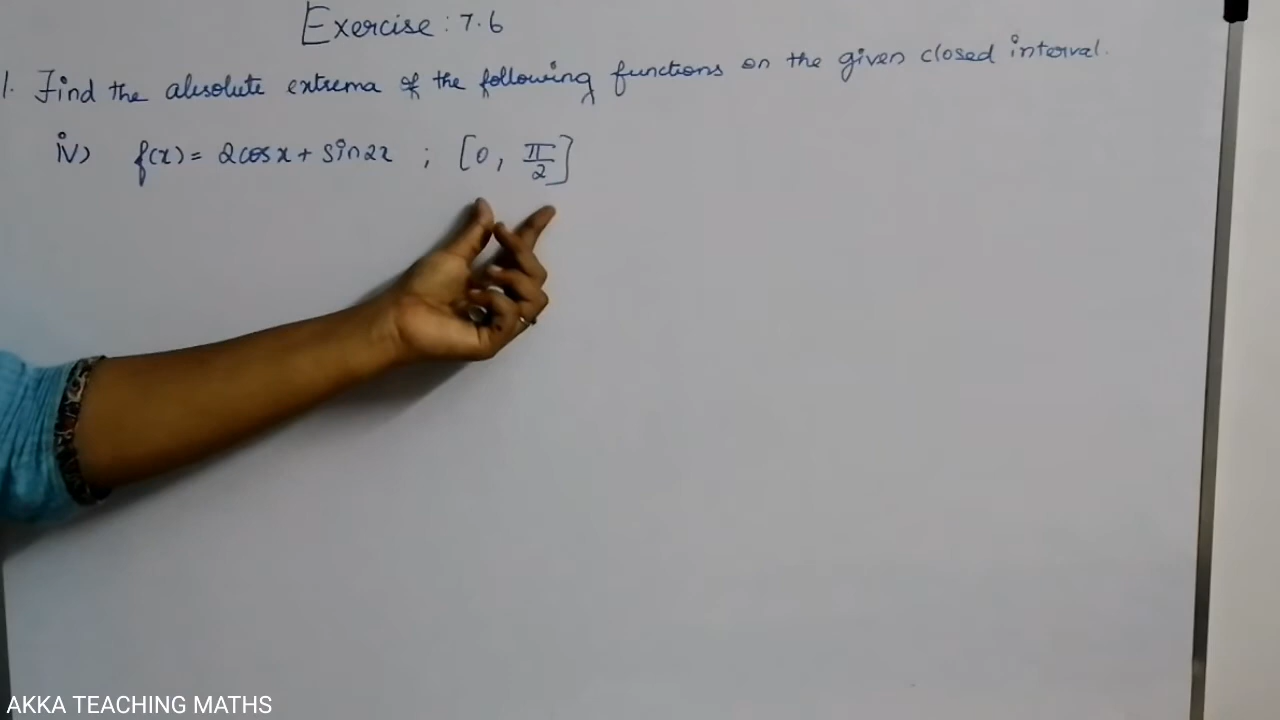 Exercise : 7.6
1. Find the absolute extrema of the following functions on the given closed interval.
iv) f(x) = 2cosx + sin2x ; [0, π/2]
AKKA TEACHING MATHS